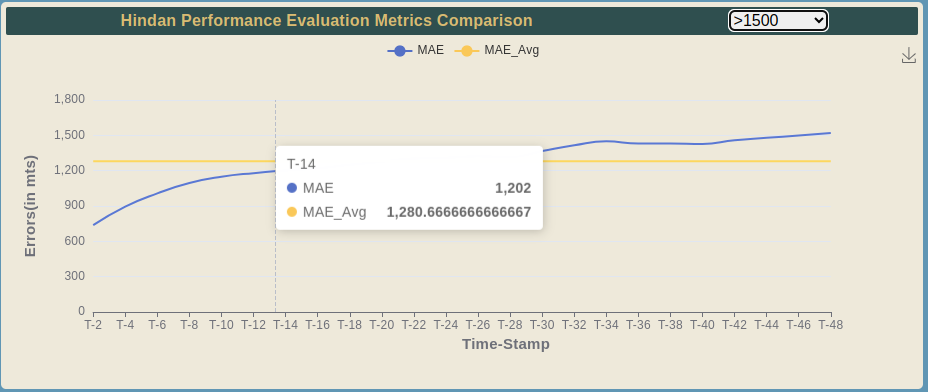 Hindan Performance Evaluation Metrics Comparison
>1500
MAE
MAE_Avg
1,800
1,500
1,200
900
600
300
0
Errors(in mts)
T-14
MAE 1,202
MAE_Avg 1,280.6666666666667
T-2 T-4 T-6 T-8 T-10 T-12 T-14 T-16 T-18 T-20 T-22 T-24 T-26 T-28 T-30 T-32 T-34 T-36 T-38 T-40 T-42 T-44 T-46 T-48
Time-Stamp